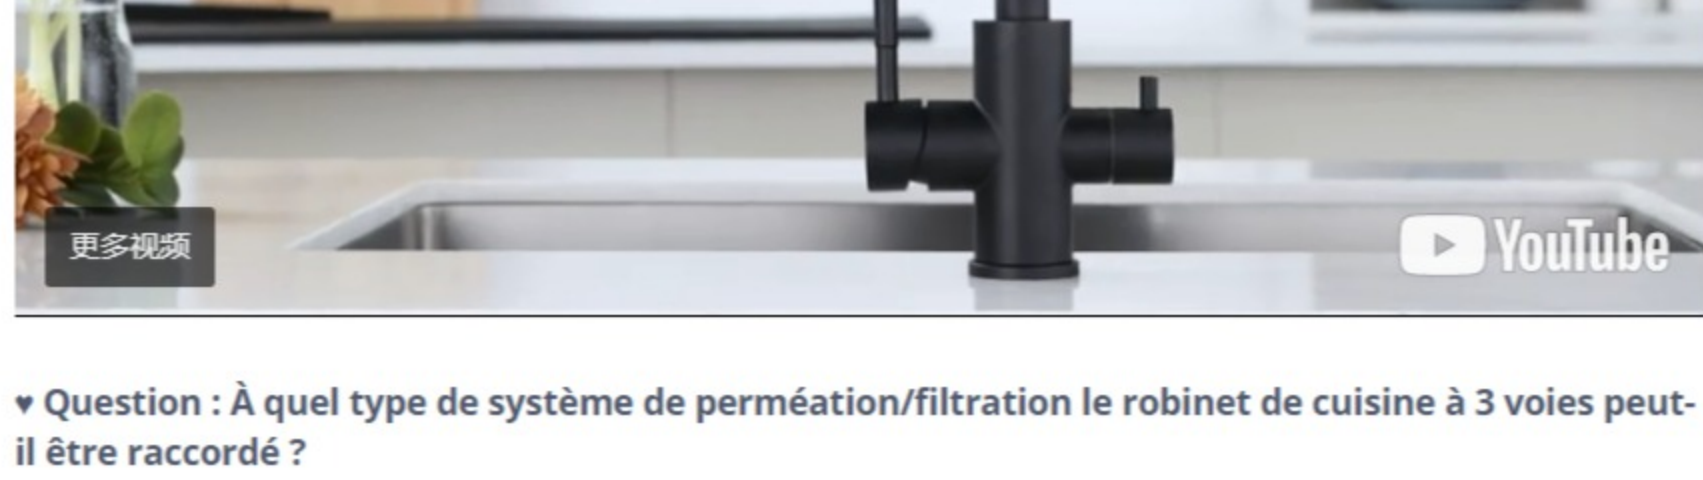 更多视频
YouTube
♥ Question : À quel type de système de perméation/filtration le robinet de cuisine à 3 voies peut-
il être raccordé ?